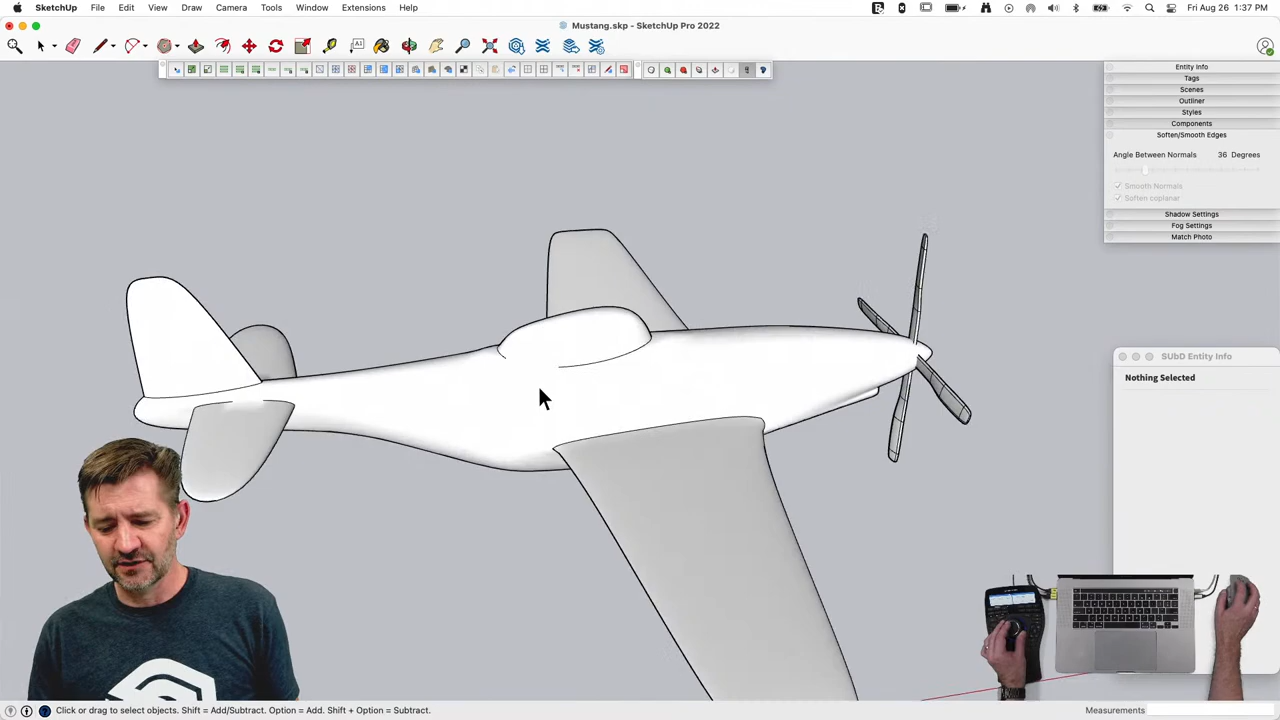 SketchUp File Edit View Draw Camera Tools Window Extensions Help
Fri Aug 26 1:37 PM
Mustang.skp - SketchUp Pro 2022
Entity Info
Tags
Scenes
Outliner
Styles
Components
Soften/Smooth Edges
Angle Between Normals 36 Degrees
Smooth Normals
Soften coplanar
Shadow Settings
Fog Settings
Match Photo
SUbD Entity Info
Nothing Selected
Click or drag to select objects. Shift = Add/Subtract. Option = Add. Shift + Option = Subtract.
Measurements